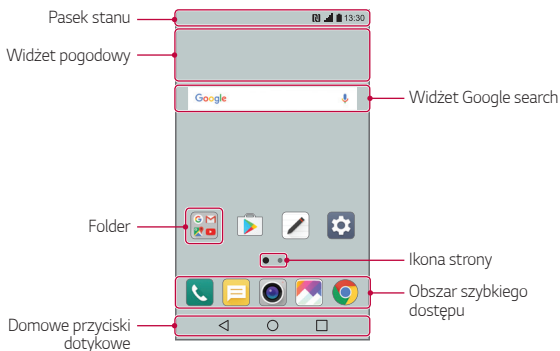 Pasek stanu
13:30
Widżet pogodowy
Google
Widżet Google search
Folder
Ikona strony
Obszar szybkiego
dostępu
Domowe przyciski
dotykowe